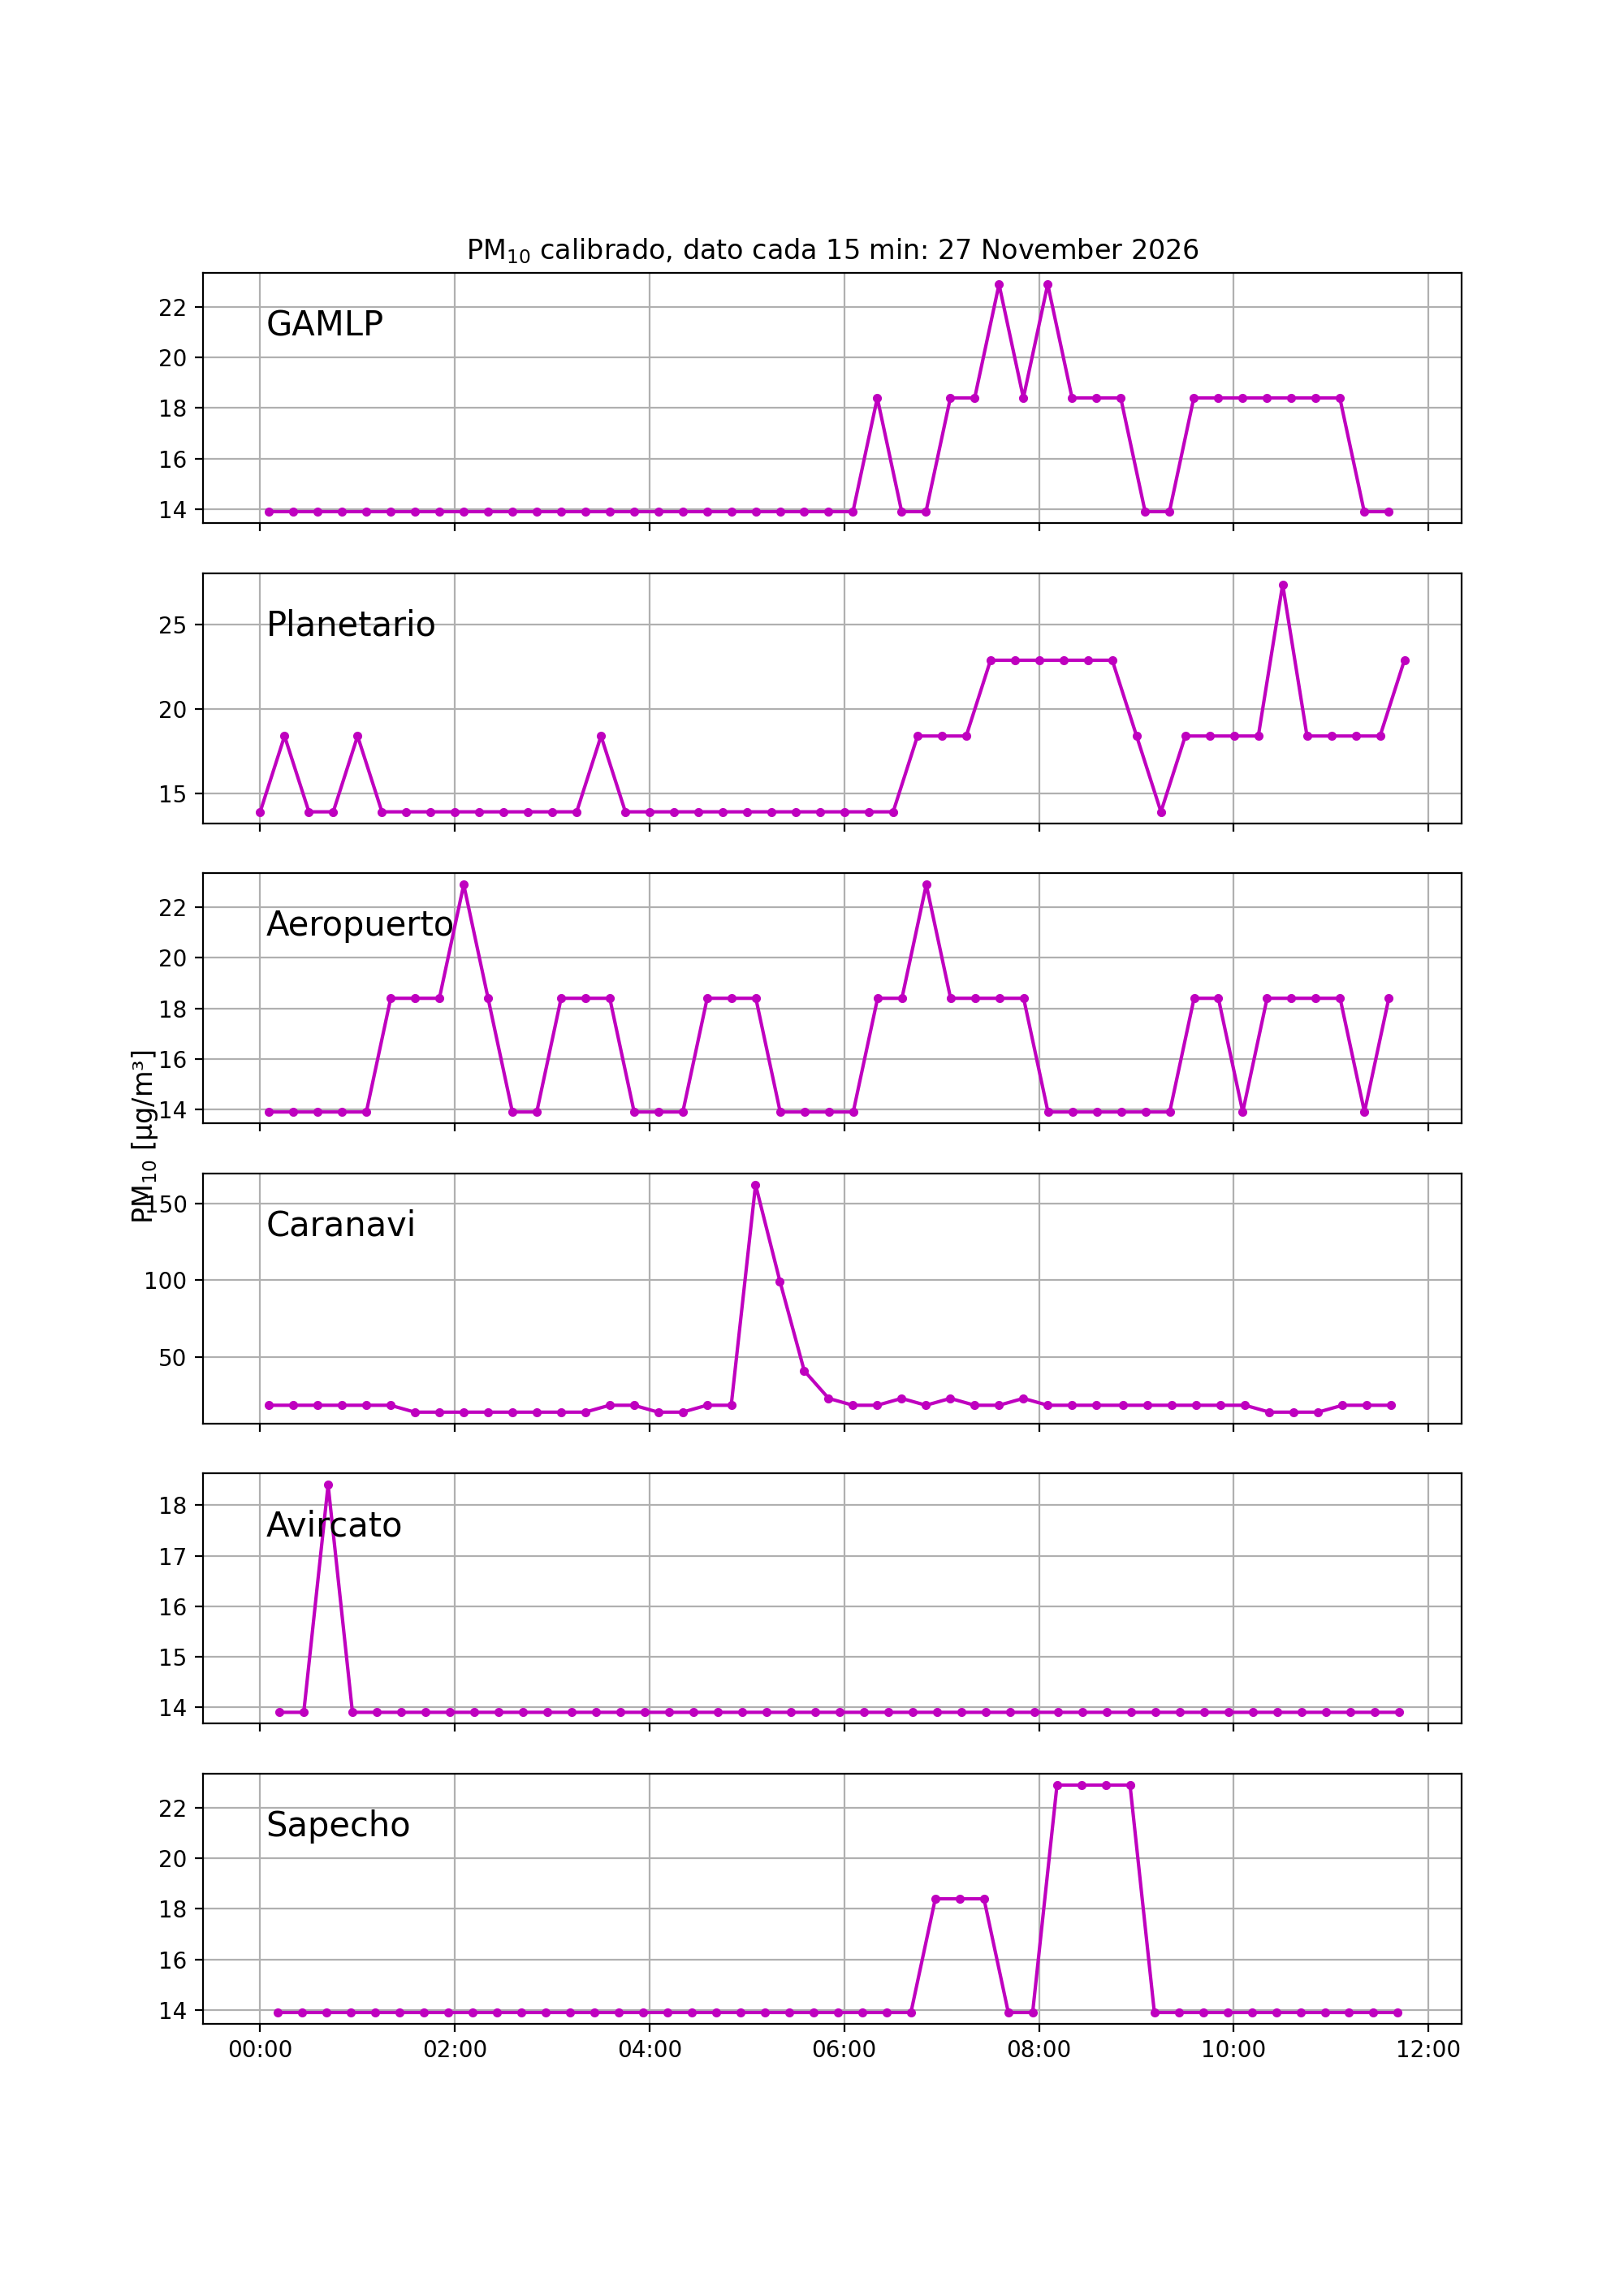 PM₁₀ calibrado, dato cada 15 min: 27 November 2026
22
20
18
16
14
GAMLP
25
20
15
Planetario
22
20
18
16
14
Aeropuerto
PM₁₀ [µg/m³]
150
100
50
Caranavi
18
17
16
15
14
Avircato
22
20
18
16
14
Sapecho
00:00 02:00 04:00 06:00 08:00 10:00 12:00